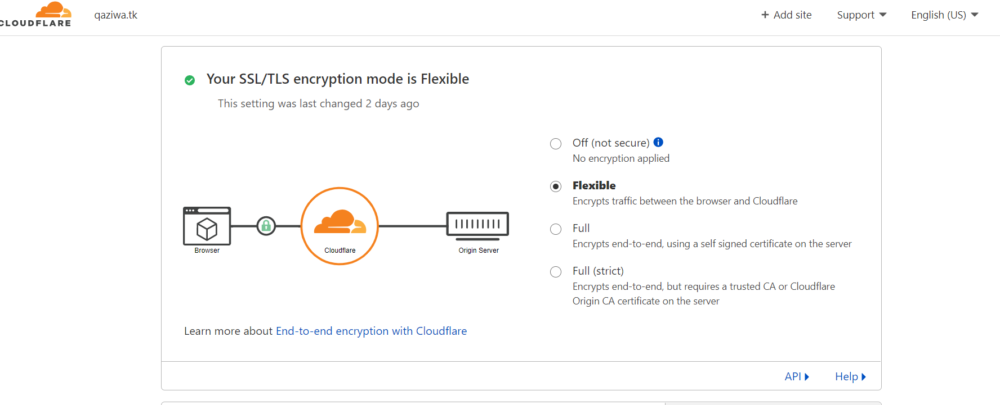 CLOUDFLARE
qaziwa.tk
+ Add site
Support
English (US)
Your SSL/TLS encryption mode is Flexible
This setting was last changed 2 days ago
Off (not secure)
No encryption applied
Flexible
Encrypts traffic between the browser and Cloudflare
Full
Encrypts end-to-end, using a self signed certificate on the server
Full (strict)
Encrypts end-to-end, but requires a trusted CA or Cloudflare
Origin CA certificate on the server
Browser
Cloudflare
Origin Server
Learn more about End-to-end encryption with Cloudflare
API
Help